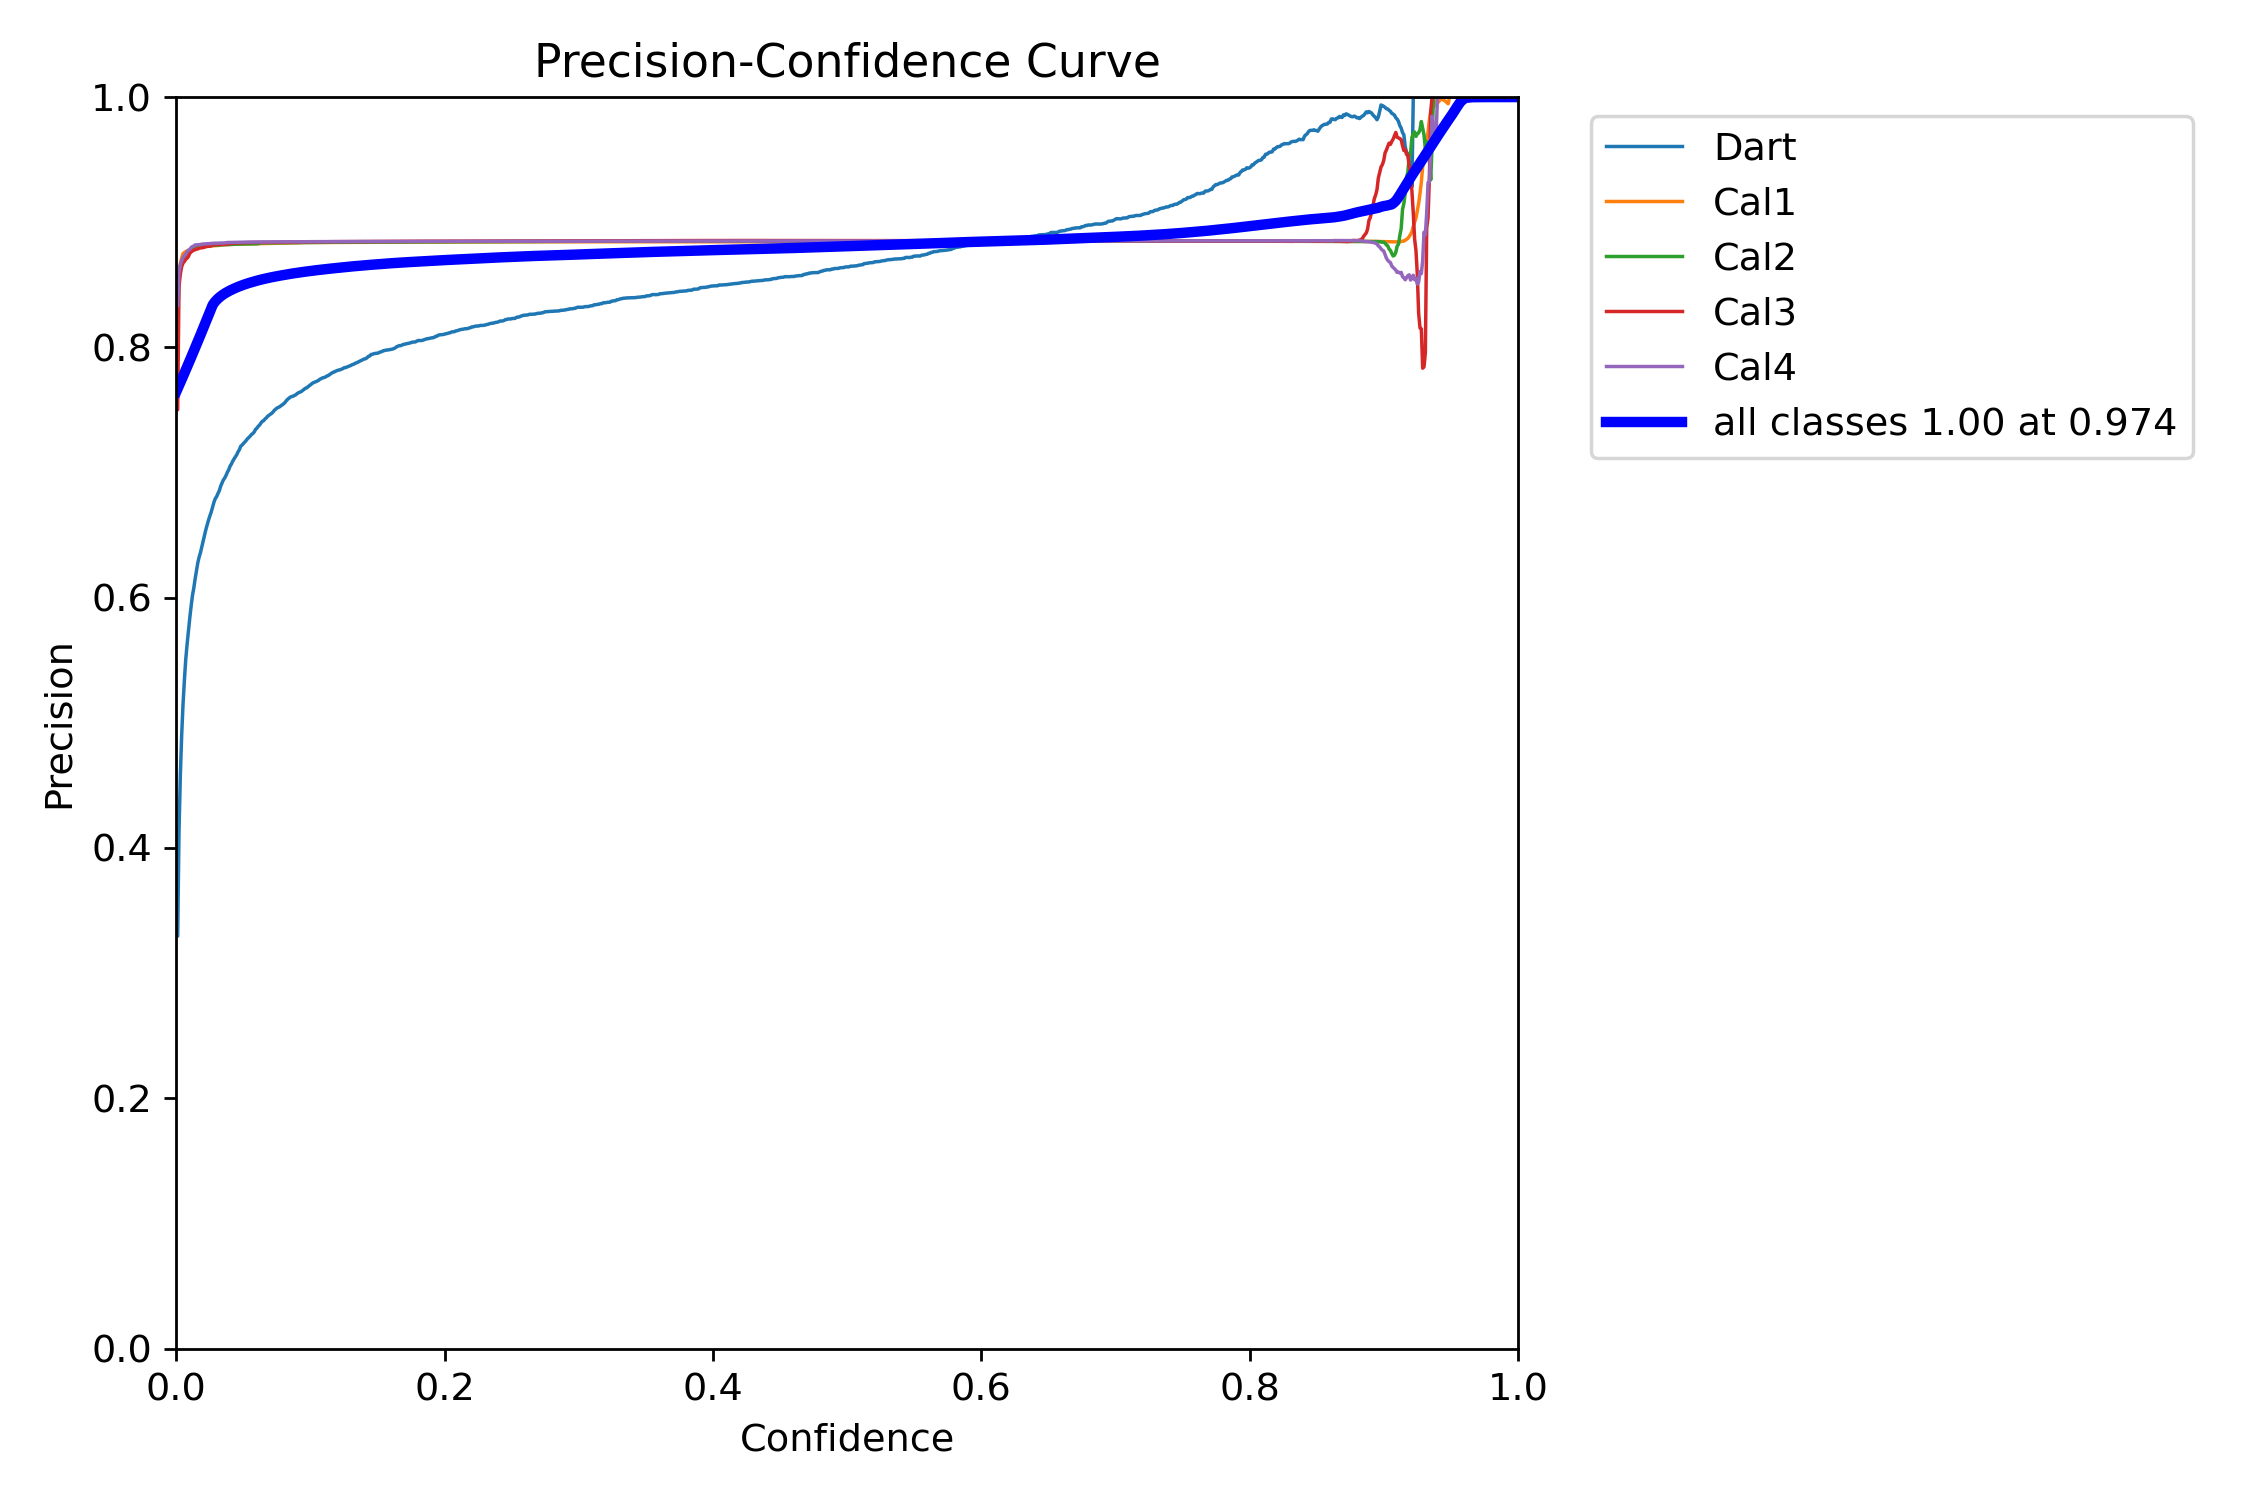 Precision-Confidence Curve
1.0
0.8
0.6
0.4
0.2
0.0
Precision
0.0 0.2 0.4 0.6 0.8 1.0
Confidence
Dart
Cal1
Cal2
Cal3
Cal4
all classes 1.00 at 0.974